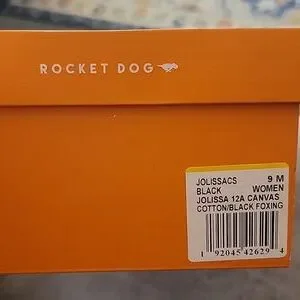 ROCKET DOG
JOLISSACS 9 M
BLACK WOMEN
JOLISSA 12A CANVAS
COTTON/BLACK FOXING
1 92045 42629 4